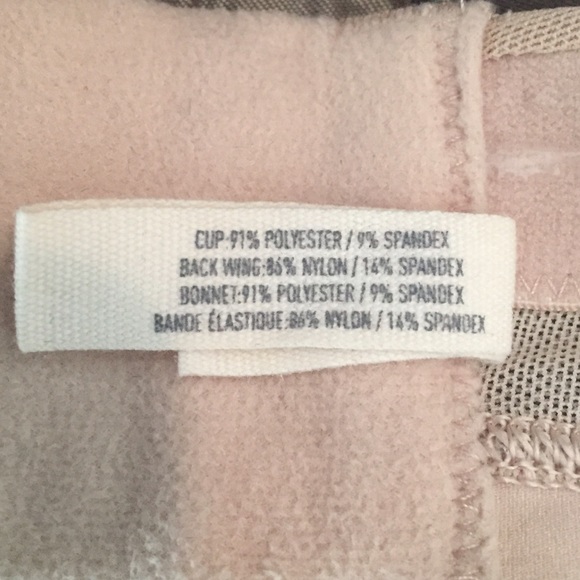 CUP:91% POLYESTER / 9% SPANDEX
BACK WING:86% NYLON / 14% SPANDEX
BONNET:91% POLYESTER / 9% SPANDEX
BANDE ÉLASTIQUE:86% NYLON / 14% SPANDEX